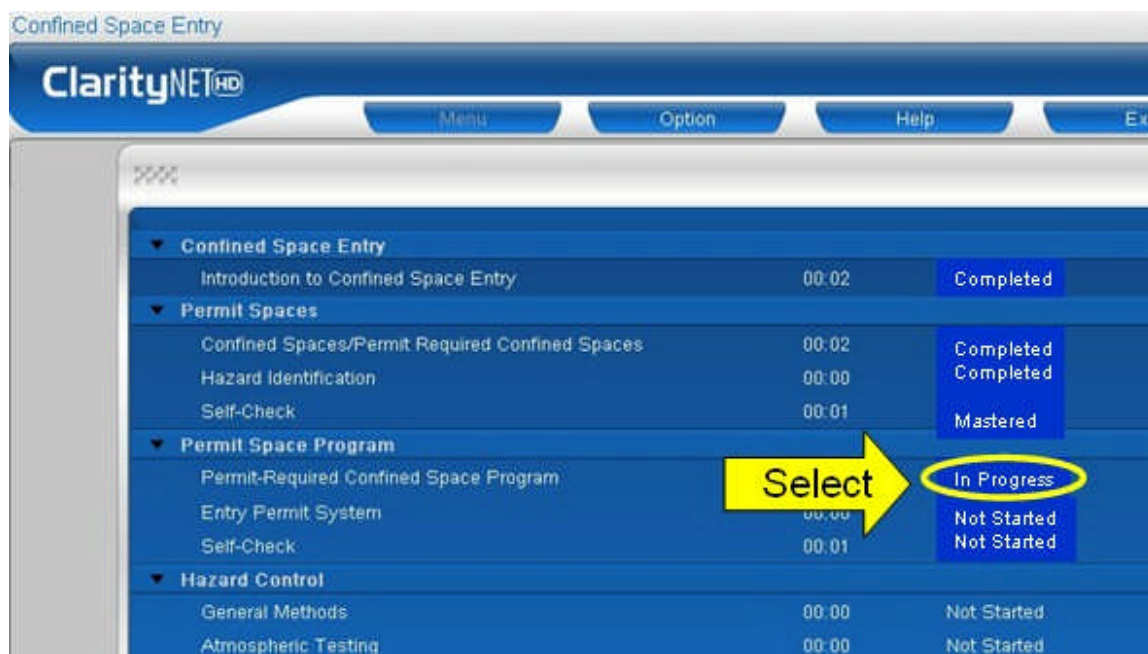 Confined Space Entry
ClarityNET HD
Menu Option Help Ex
Confined Space Entry
Introduction to Confined Space Entry 00:02 Completed
Permit Spaces
Confined Spaces/Permit Required Confined Spaces 00:02 Completed
Hazard Identification 00:00 Completed
Self-Check 00:01 Mastered
Permit Space Program
Permit-Required Confined Space Program Select In Progress
Entry Permit System 00:00 Not Started
Self-Check 00:01 Not Started
Hazard Control
General Methods 00:00 Not Started
Atmospheric Testing 00:00 Not Started